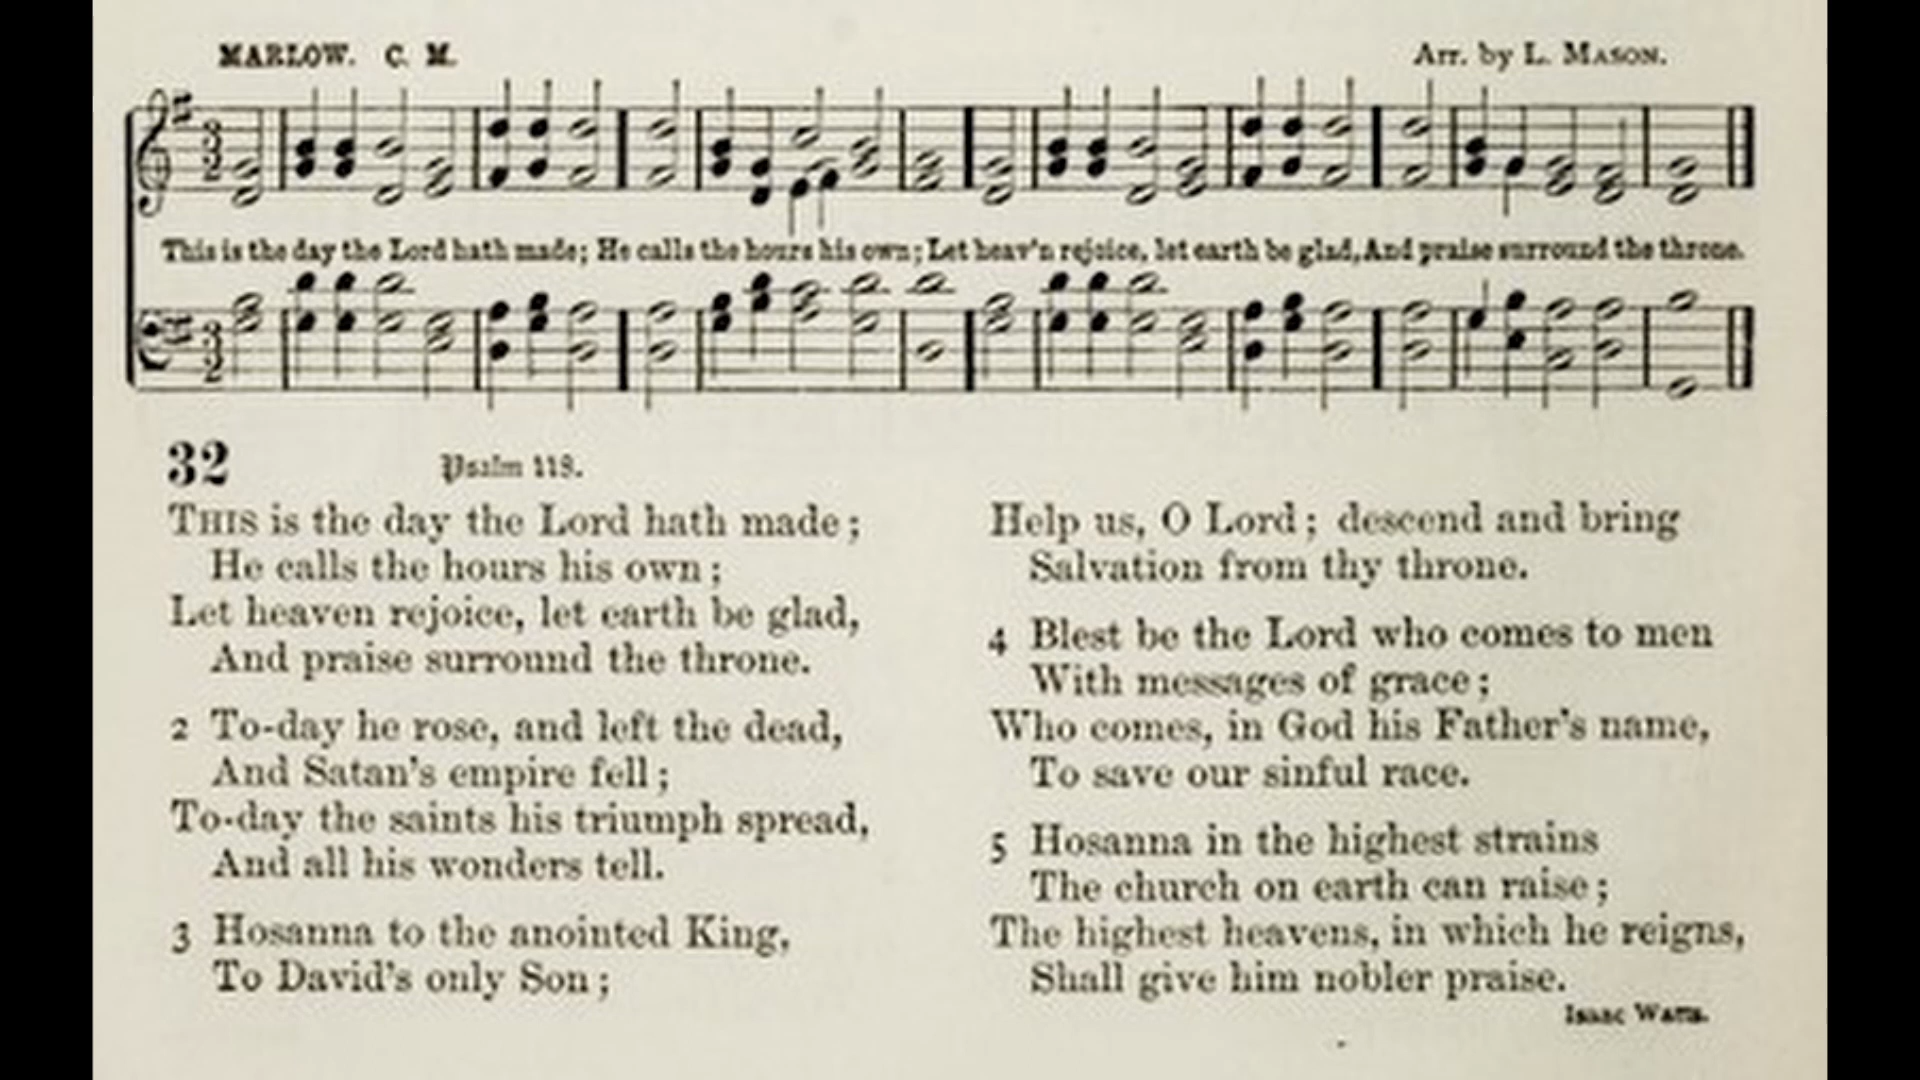 MARLOW. C. M.
Arr. by L. MASON.
3
2
This is the day the Lord hath made; He calls the hours his own; Let heav'n rejoice, let earth be glad, And praise surround the throne.
3
2
32
Psalm 118.
THIS is the day the Lord hath made;
He calls the hours his own;
Let heaven rejoice, let earth be glad,
And praise surround the throne.
2 To-day he rose, and left the dead,
And Satan's empire fell;
To-day the saints his triumph spread,
And all his wonders tell.
3 Hosanna to the anointed King,
To David's only Son;
Help us, O Lord; descend and bring
Salvation from thy throne.
4 Blest be the Lord who comes to men
With messages of grace;
Who comes, in God his Father's name,
To save our sinful race.
5 Hosanna in the highest strains
The church on earth can raise;
The highest heavens, in which he reigns,
Shall give him nobler praise.
Isaac Watts.